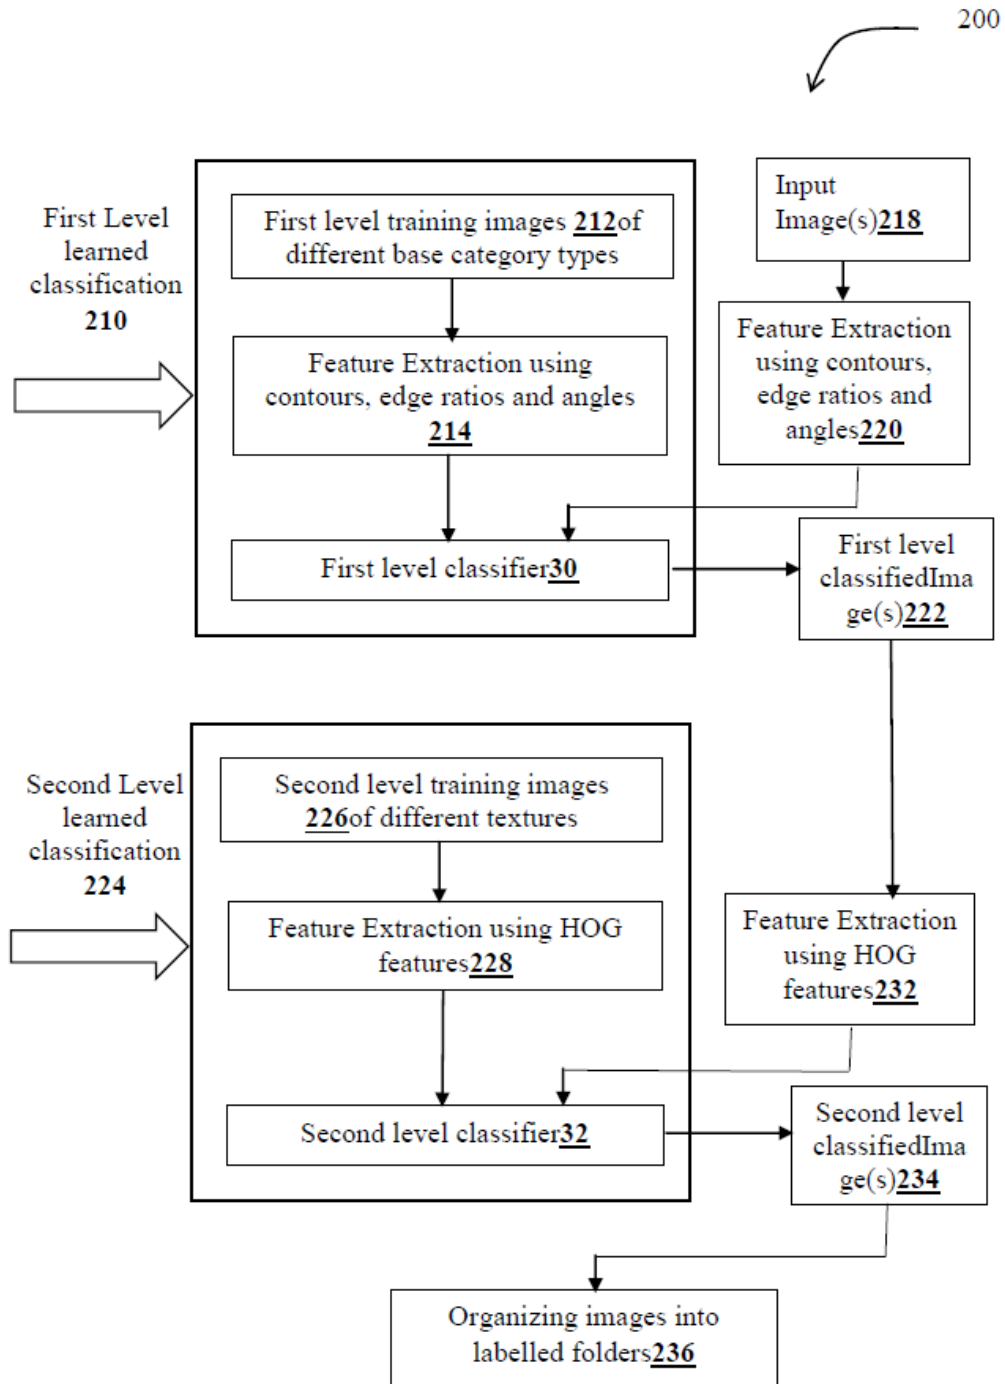 200
First Level
learned
classification
210
First level training images 212of
different base category types
Feature Extraction using
contours, edge ratios and angles
214
First level classifier30
Input
Image(s)218
Feature Extraction
using contours,
edge ratios and
angles220
First level
classifiedIma
ge(s)222
Second Level
learned
classification
224
Second level training images
226of different textures
Feature Extraction using HOG
features228
Second level classifier32
Feature Extraction
using HOG
features232
Second level
classifiedIma
ge(s)234
Organizing images into
labelled folders236